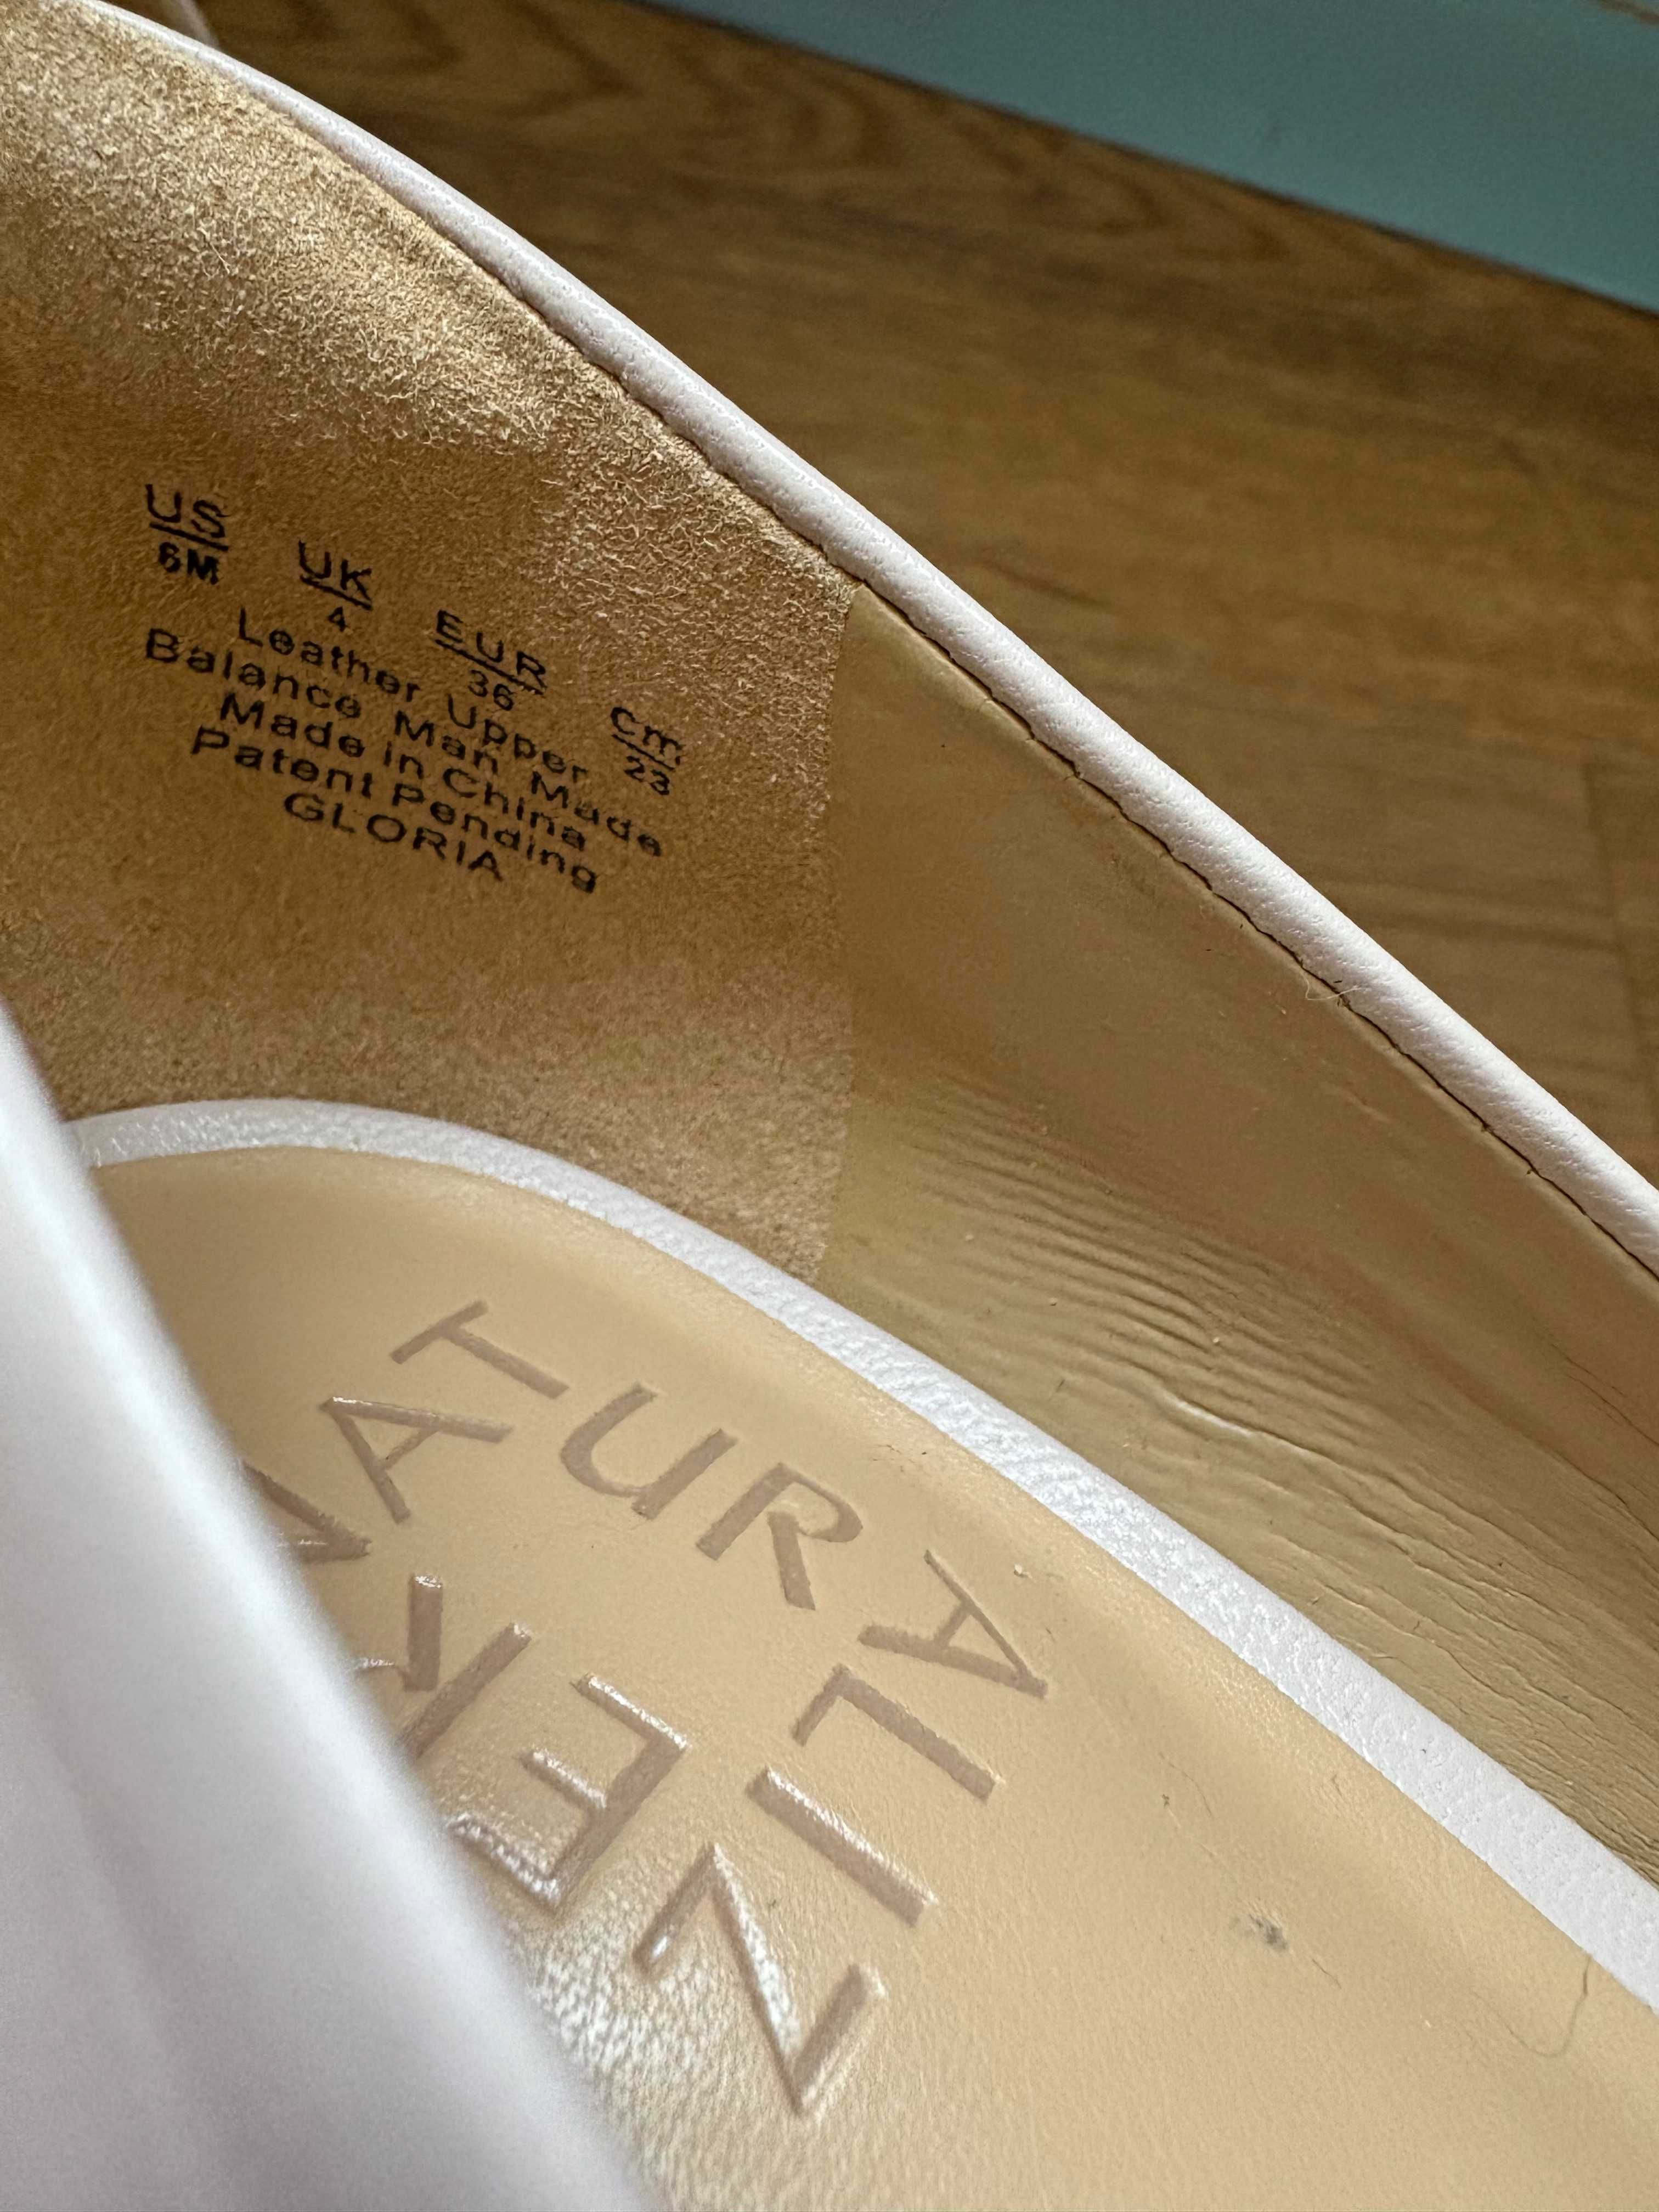 US UK EUR cm
6M 4 36 23
Leather Upper
Balance Man Made
Made in China
Patent Pending
GLORIA
NATURALIZER